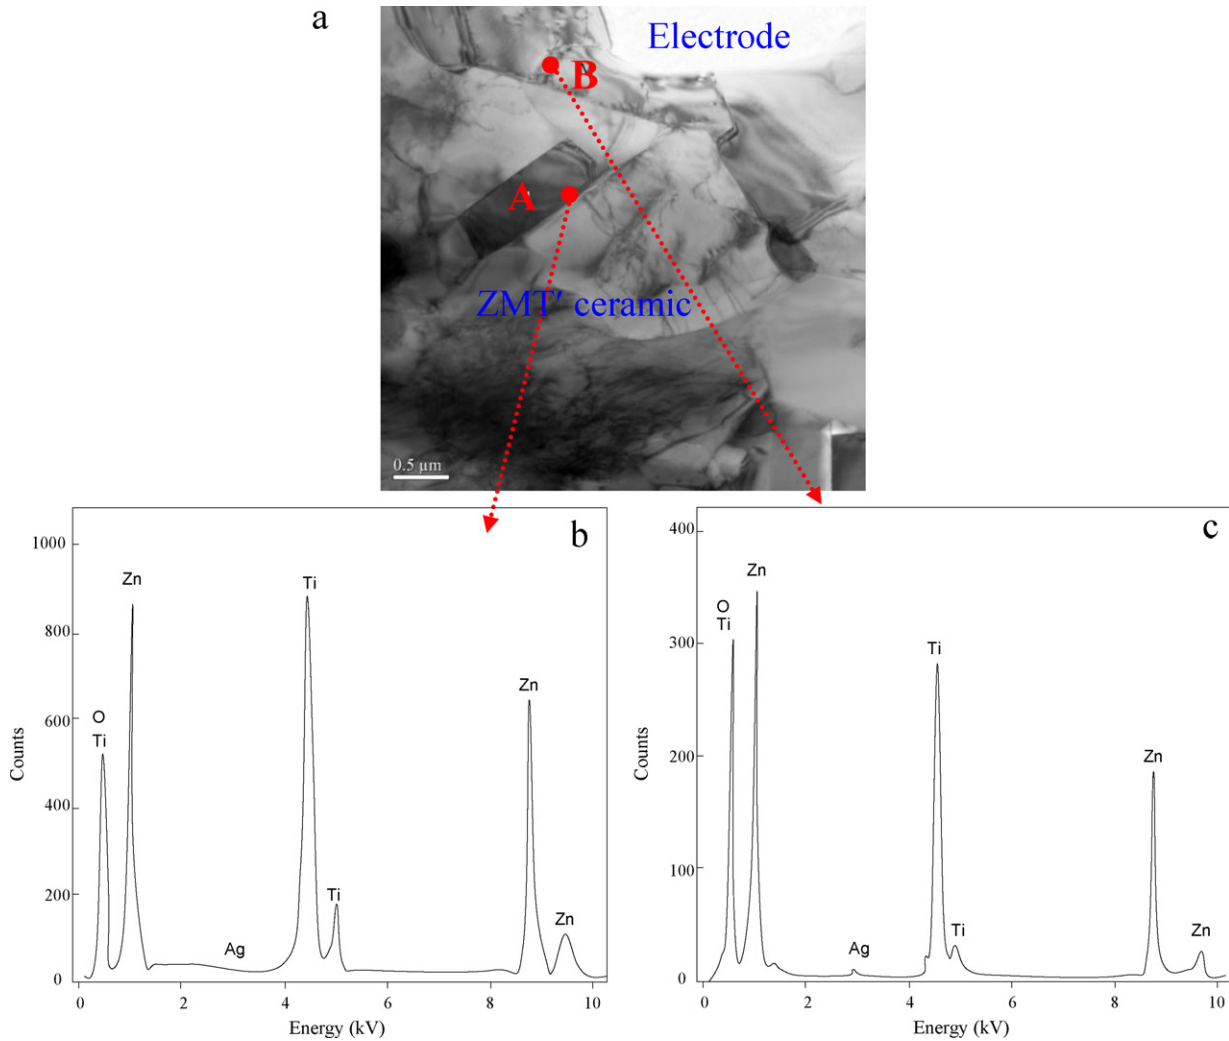 a
Electrode
B
A
ZMT' ceramic
0.5 µm
b
1000
800
600
400
200
0
Counts
O
Ti
Zn
Ag
Ti
Ti
Zn
Zn
0
2
4
6
8
10
Energy (kV)
c
400
300
200
100
0
Counts
O
Ti
Zn
Ag
Ti
Ti
Zn
Zn
0
2
4
6
8
10
Energy (kV)